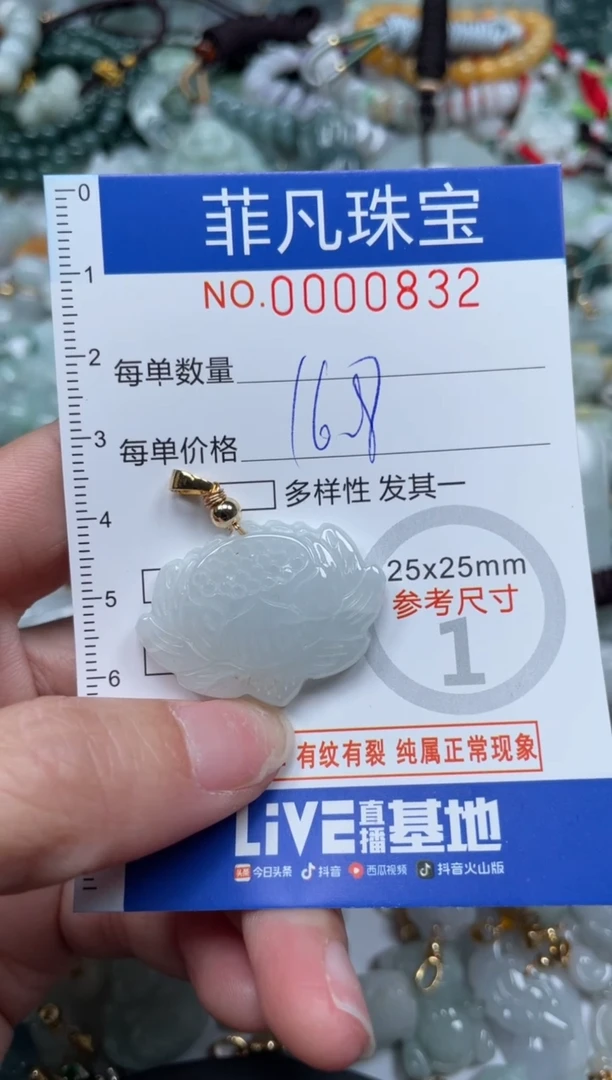 0
菲凡珠宝
1
NO.0000832
2
每单数量
168
3
每单价格
多样性 发其一
4
25x25mm
5
参考尺寸
1
6
有纹有裂 纯属正常现象
LiVE直播基地
头条 今日头条 抖音 西瓜视频 抖音火山版